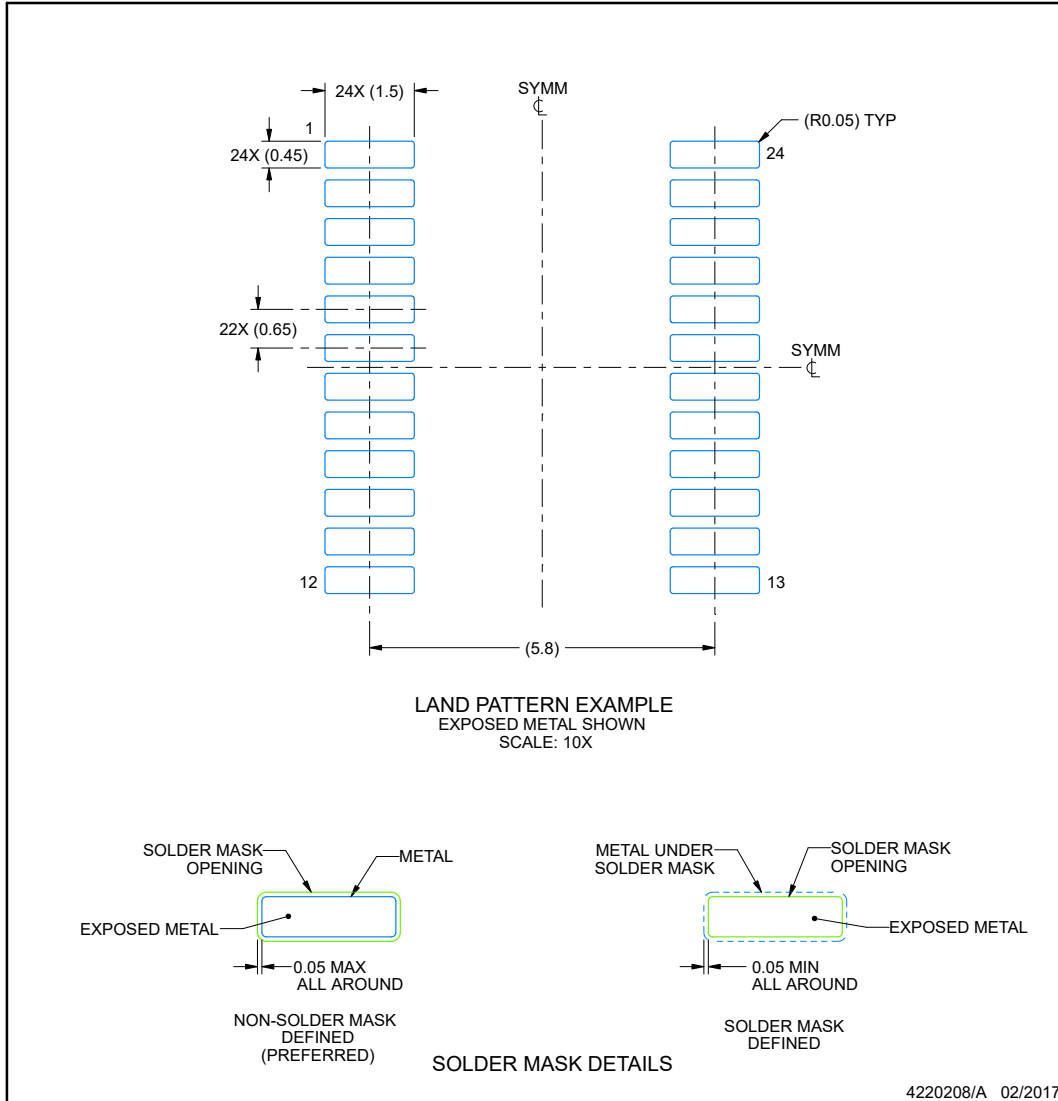 24X (1.5)
SYMM
(R0.05) TYP
1
24
24X (0.45)
22X (0.65)
SYMM
12
13
(5.8)
LAND PATTERN EXAMPLE
EXPOSED METAL SHOWN
SCALE: 10X
SOLDER MASK
OPENING
METAL
EXPOSED METAL
0.05 MAX
ALL AROUND
NON-SOLDER MASK
DEFINED
(PREFERRED)
METAL UNDER
SOLDER MASK
SOLDER MASK
OPENING
EXPOSED METAL
0.05 MIN
ALL AROUND
SOLDER MASK
DEFINED
SOLDER MASK DETAILS
4220208/A 02/2017